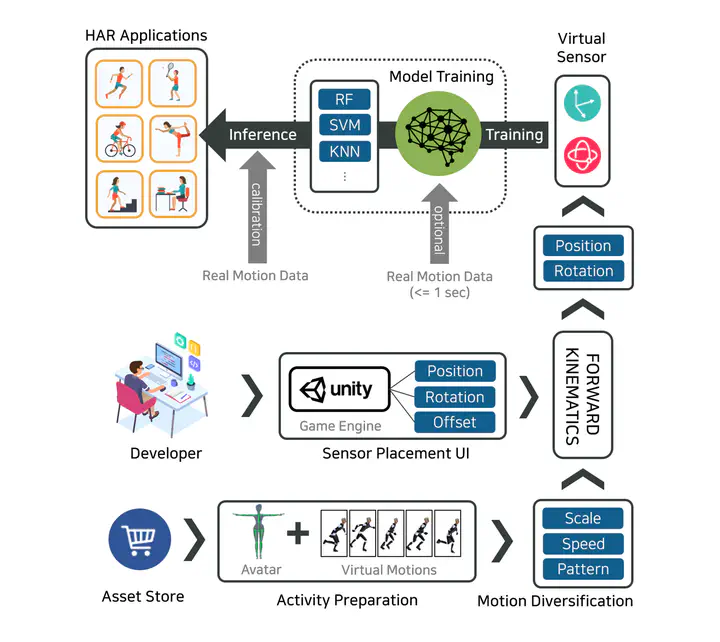 HAR Applications
Model Training
Virtual
Sensor
RF
SVM
KNN
⋮
Inference
Training
calibration
optional
Real Motion Data
Real Motion Data
(<= 1 sec)
Position
Rotation
FORWARD
KINEMATICS
Developer
unity
Game Engine
Position
Rotation
Offset
Sensor Placement UI
Asset Store
Avatar
+
Virtual Motions
Activity Preparation
Scale
Speed
Pattern
Motion Diversification